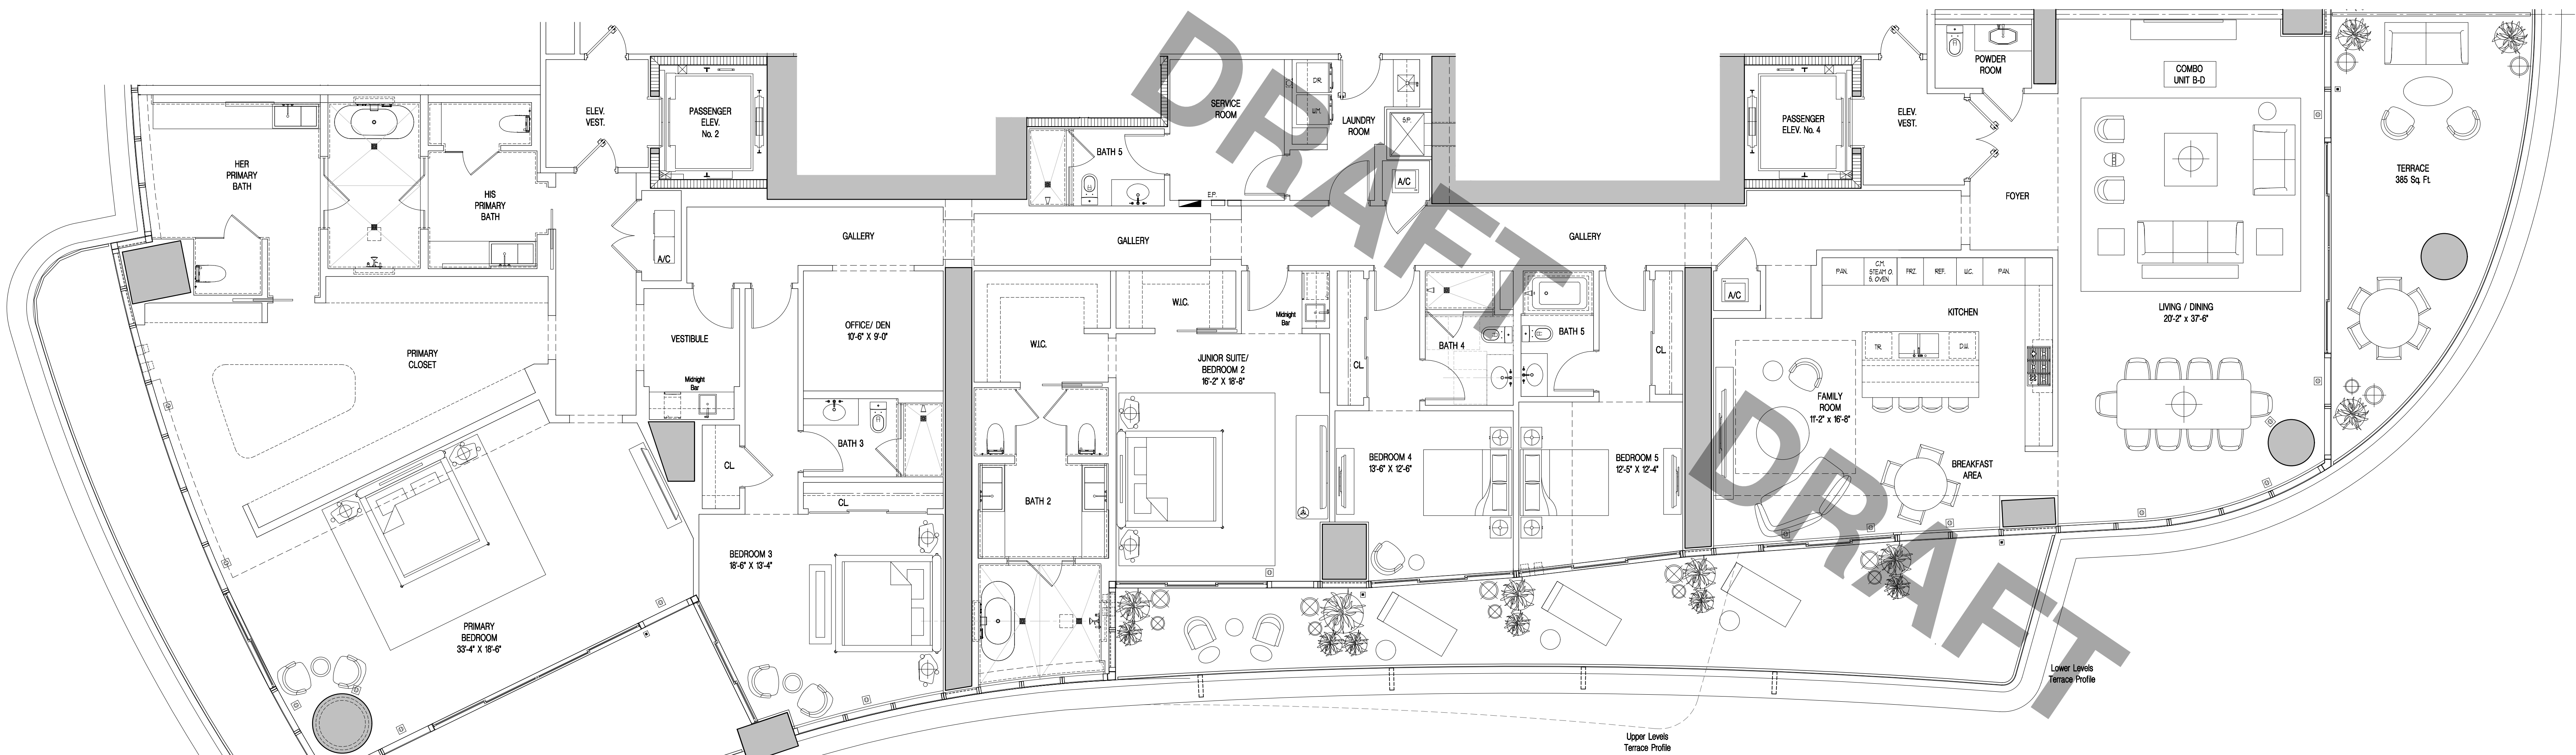 DRAFT
DRAFT
HER
PRIMARY
BATH
HIS
PRIMARY
BATH
ELEV.
VEST.
PASSENGER
ELEV.
No. 2
A/C
GALLERY
BATH 5
SERVICE
ROOM
E.P.
DR.
LAUNDRY
ROOM
S.P.
A/C
GALLERY
GALLERY
PASSENGER
ELEV. No. 4
ELEV.
VEST.
POWDER
ROOM
FOYER
COMBO
UNIT B-D
TERRACE
385 Sq. Ft.
LIVING / DINING
20'-2" x 37'-6"
PRIMARY
CLOSET
VESTIBULE
Midnight
Bar
OFFICE/ DEN
10'-6" X 9'-0"
BATH 3
CL.
CL.
BEDROOM 3
18'-6" X 13'-4"
PRIMARY
BEDROOM
33'-4" X 18'-6"
W.I.C.
W.I.C.
BATH 2
JUNIOR SUITE/
BEDROOM 2
16'-2" X 18'-8"
Midnight
Bar
CL.
BATH 4
BATH 5
CL.
BEDROOM 4
13'-6" X 12'-6"
BEDROOM 5
12'-5" X 12'-4"
A/C
PAN.
C.M.
STEAM O.
S. OVEN
FRZ.
REF.
U.C.
PAN.
KITCHEN
TR.
D.W.
FAMILY
ROOM
11'-2" x 16'-8"
BREAKFAST
AREA
Lower Levels
Terrace Profile
Upper Levels
Terrace Profile